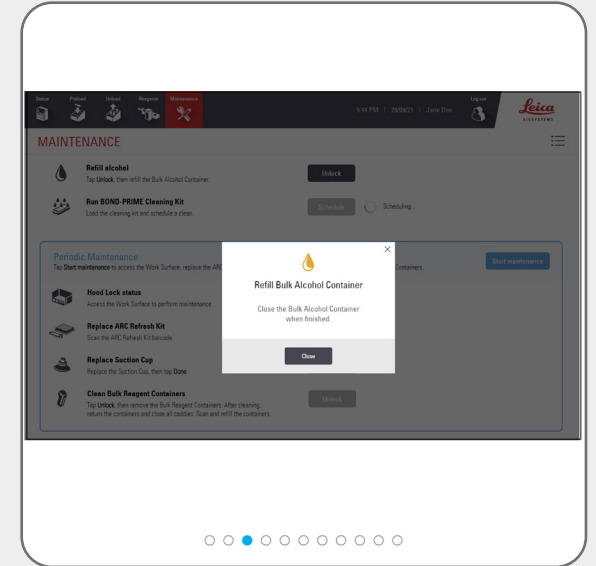 Status Preload Unload Reagents Maintenance
5:44 PM | 28/09/21 | Jane Doe
Log out
Leica
BIOSYSTEMS
MAINTENANCE
Refill alcohol
Tap Unlock, then refill the Bulk Alcohol Container.
Unlock
Run BOND-PRIME Cleaning Kit
Load the cleaning kit and schedule a clean.
Schedule
Scheduling...
Periodic Maintenance
Tap Start maintenance to access the Work Surface, replace the ARC
Containers.
Start maintenance
Hood Lock status
Access the Work Surface to perform maintenance.
Replace ARC Refresh Kit
Scan the ARC Refresh Kit barcode.
Replace Suction Cup
Replace the Suction Cup, then tap Done
Clean Bulk Reagent Containers
Tap Unlock, then remove the Bulk Reagent Containers. After cleaning,
return the containers and close all caddies. Scan and refill the containers.
Unlock
Refill Bulk Alcohol Container
Close the Bulk Alcohol Container
when finished.
Close